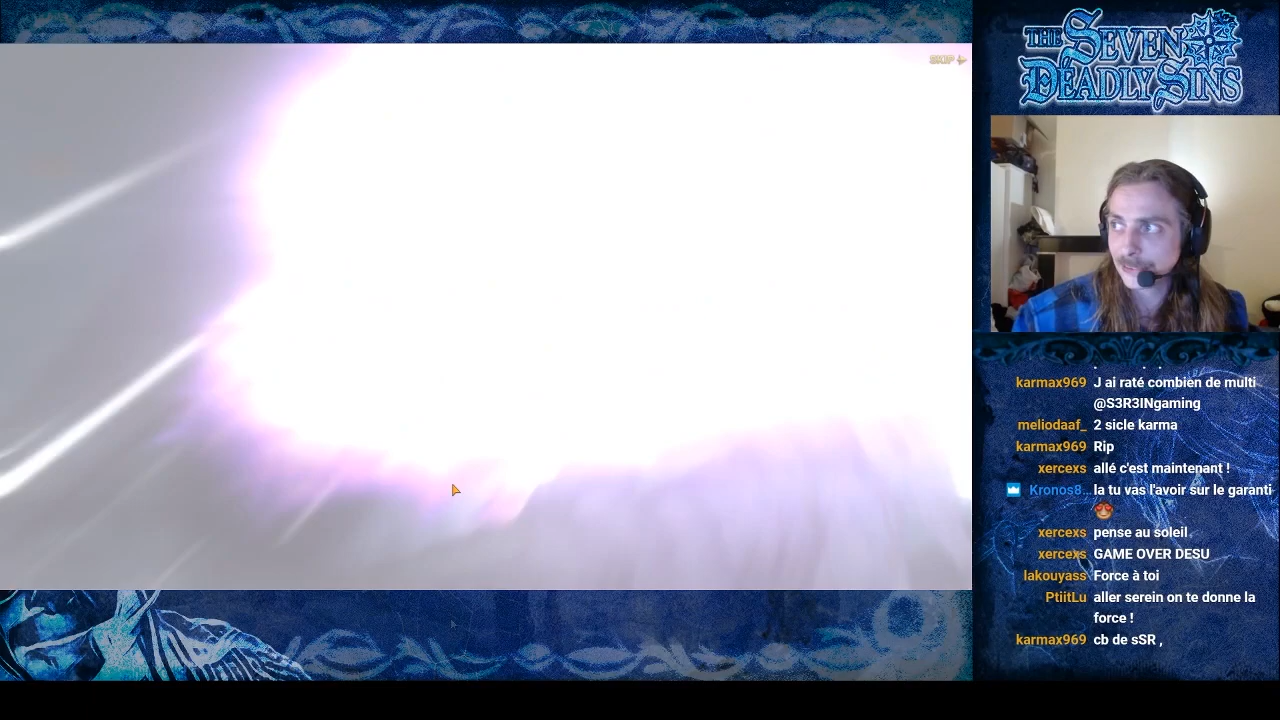 SKIP
THE SEVEN
DEADLY SINS
karmax969 J ai raté combien de multi
@S3R3INgaming
meliodaaf_ 2 sicle karma
karmax969 Rip
xercexs allé c'est maintenant !
Kronos8... la tu vas l'avoir sur le garanti
xercexs pense au soleil
xercexs GAME OVER DESU
lakouyass Force à toi
PtiitLu aller serein on te donne la
force !
karmax969 cb de sSR ,